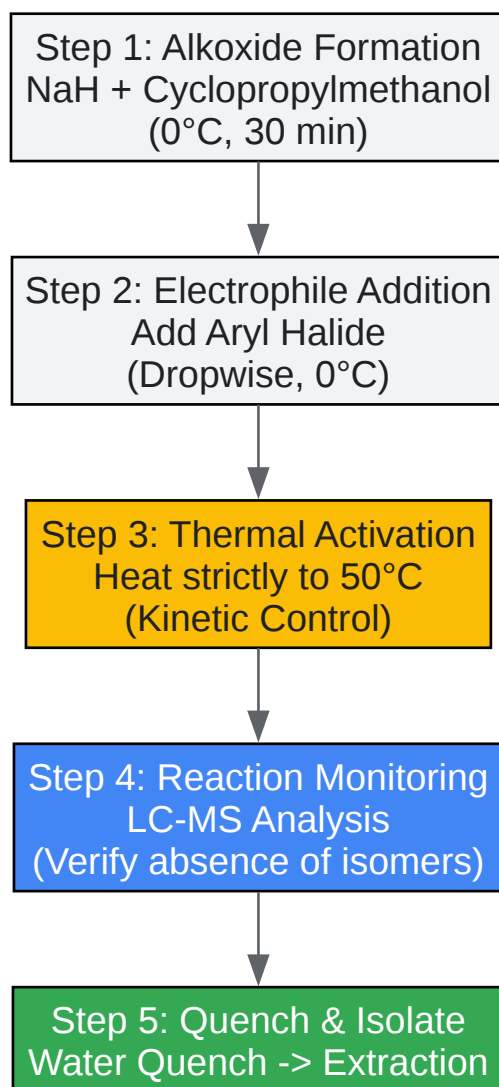 Step 1: Alkoxide Formation
NaH + Cyclopropylmethanol
(0°C, 30 min)
Step 2: Electrophile Addition
Add Aryl Halide
(Dropwise, 0°C)
Step 3: Thermal Activation
Heat strictly to 50°C
(Kinetic Control)
Step 4: Reaction Monitoring
LC-MS Analysis
(Verify absence of isomers)
Step 5: Quench & Isolate
Water Quench -> Extraction